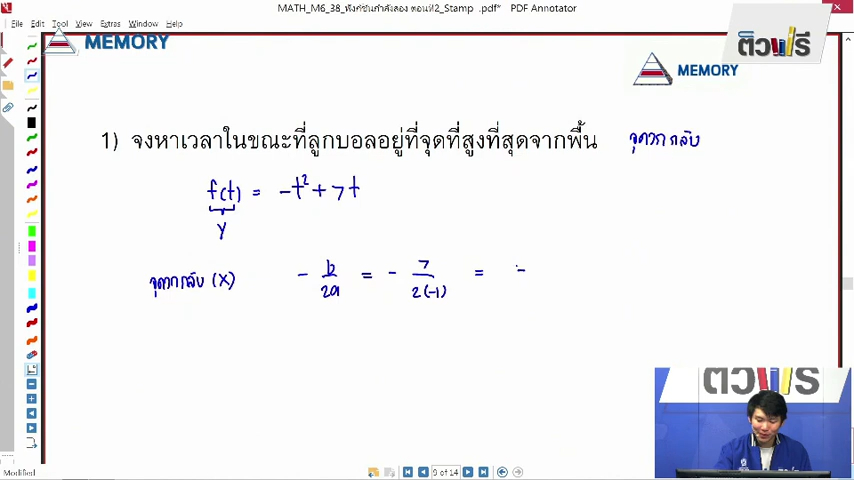 MATH_M6_38_ฟังก์ชันกำลังสอง ตอนที่2_Stamp .pdf* - PDF Annotator
File Edit Tool View Extras Window Help
MEMORY
ติวฟรี
MEMORY
1) จงหาเวลาในขณะที่ลูกบอลอยู่ที่จุดที่สูงที่สุดจากพื้น จุดวกกลับ
f(t) = -t² + 7t
y
จุดวกกลับ (X) - b/2a = - 7/2(-1) = -
ติวฟรี
Modified
9 of 14